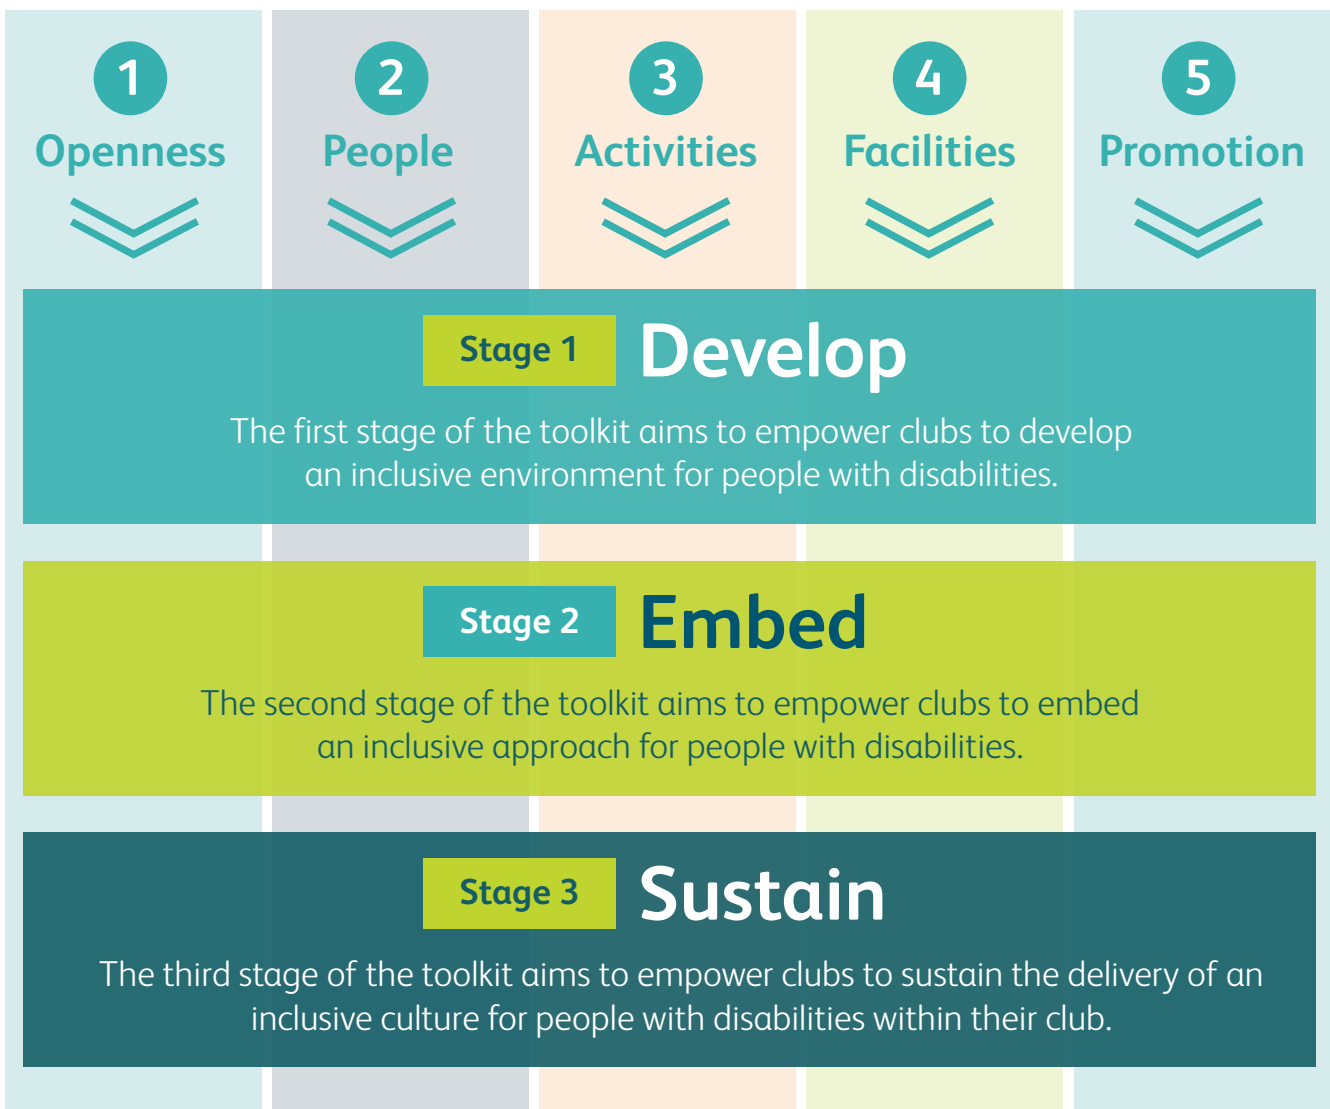 1
Openness
2
People
3
Activities
4
Facilities
5
Promotion
Stage 1
Develop
The first stage of the toolkit aims to empower clubs to develop
an inclusive environment for people with disabilities.
Stage 2
Embed
The second stage of the toolkit aims to empower clubs to embed
an inclusive approach for people with disabilities.
Stage 3
Sustain
The third stage of the toolkit aims to empower clubs to sustain the delivery of an
inclusive culture for people with disabilities within their club.